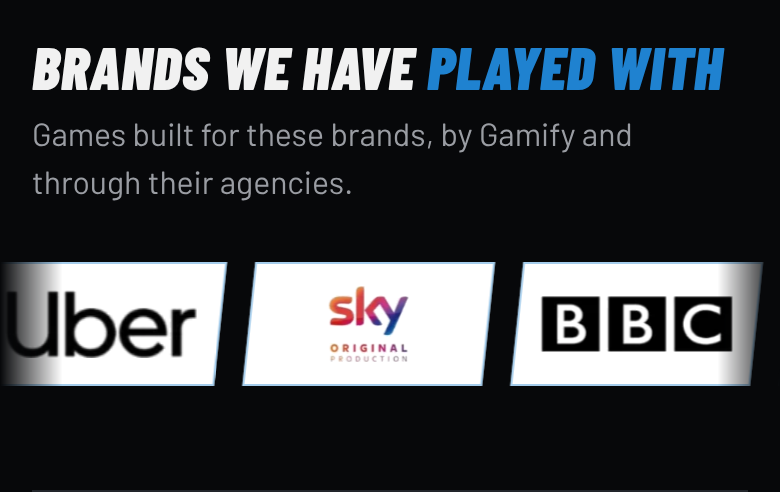 BRANDS WE HAVE PLAYED WITH
Games built for these brands, by Gamify and
through their agencies.
Uber
sky
ORIGINAL
PRODUCTION
BBC